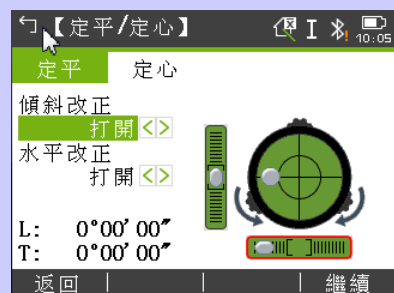 【定平/定心】 I 10:05
定平 定心
傾斜改正
打開 <>
水平改正
打開 <>
L: 0°00′00″
T: 0°00′00″
返回 | | | 繼續